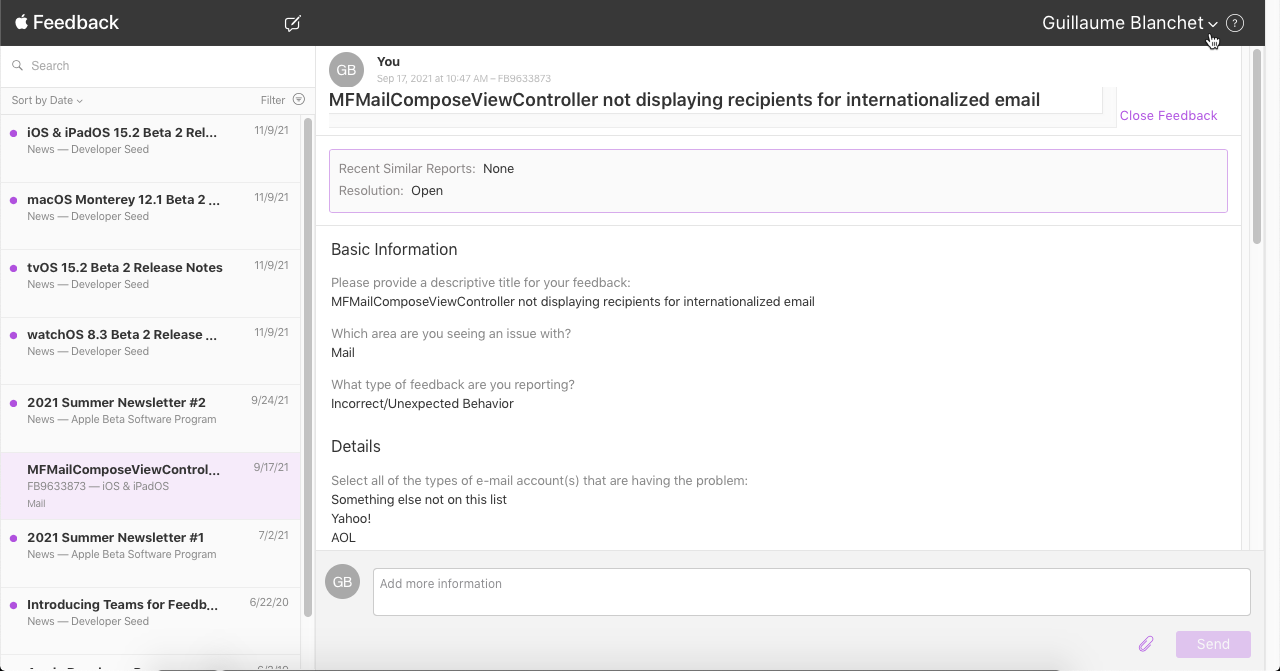 Feedback
Guillaume Blanchet
?
Search
Sort by Date
Filter
iOS & iPadOS 15.2 Beta 2 Rel...
11/9/21
News — Developer Seed
macOS Monterey 12.1 Beta 2 ...
11/9/21
News — Developer Seed
tvOS 15.2 Beta 2 Release Notes
11/9/21
News — Developer Seed
watchOS 8.3 Beta 2 Release ...
11/9/21
News — Developer Seed
2021 Summer Newsletter #2
9/24/21
News — Apple Beta Software Program
MFMailComposeViewControl...
9/17/21
FB9633873 — iOS & iPadOS
Mail
2021 Summer Newsletter #1
7/2/21
News — Apple Beta Software Program
Introducing Teams for Feedb...
6/22/20
News — Developer Seed
GB
You
Sep 17, 2021 at 10:47 AM – FB9633873
MFMailComposeViewController not displaying recipients for internationalized email
Close Feedback
Recent Similar Reports: None
Resolution: Open
Basic Information
Please provide a descriptive title for your feedback:
MFMailComposeViewController not displaying recipients for internationalized email
Which area are you seeing an issue with?
Mail
What type of feedback are you reporting?
Incorrect/Unexpected Behavior
Details
Select all of the types of e-mail account(s) that are having the problem:
Something else not on this list
Yahoo!
AOL
GB
Add more information
Send